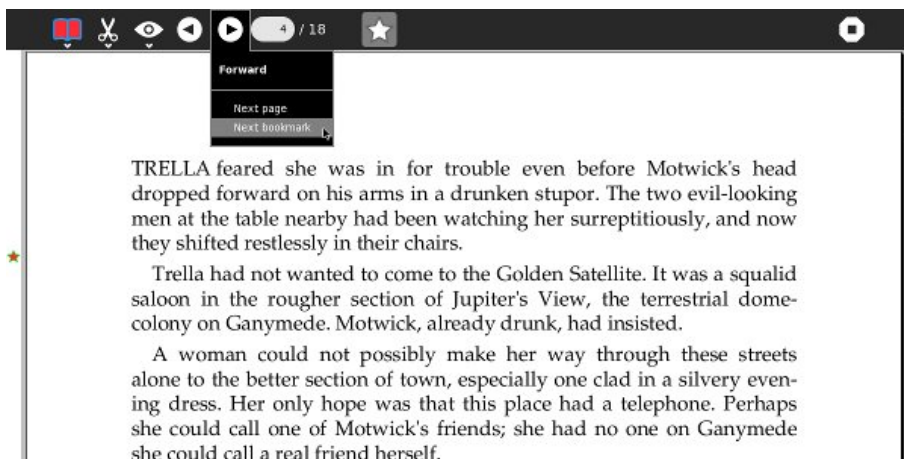 4 / 18
Forward
Next page
Next bookmark
TRELLA feared she was in for trouble even before Motwick's head
dropped forward on his arms in a drunken stupor. The two evil-looking
men at the table nearby had been watching her surreptitiously, and now
they shifted restlessly in their chairs.
Trella had not wanted to come to the Golden Satellite. It was a squalid
saloon in the rougher section of Jupiter's View, the terrestrial dome-
colony on Ganymede. Motwick, already drunk, had insisted.
A woman could not possibly make her way through these streets
alone to the better section of town, especially one clad in a silvery even-
ing dress. Her only hope was that this place had a telephone. Perhaps
she could call one of Motwick's friends; she had no one on Ganymede
she could call a real friend herself.